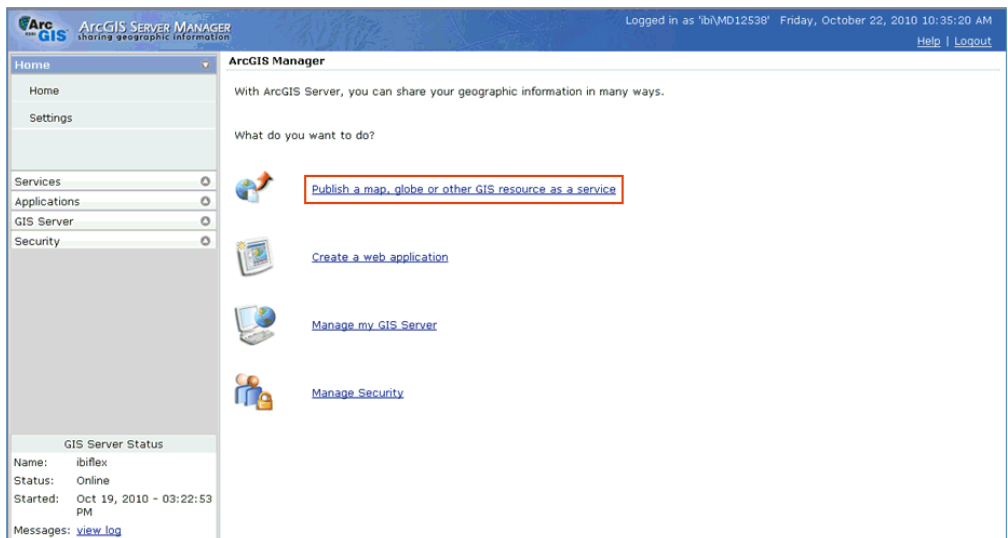 Arc GIS
ArcGIS Server Manager
sharing geographic information
Logged in as 'ibi\MD12538' Friday, October 22, 2010 10:35:20 AM
Help | Logout
Home
Home
Settings
Services
Applications
GIS Server
Security
GIS Server Status
Name: ibiflex
Status: Online
Started: Oct 19, 2010 - 03:22:53 PM
Messages: view log
ArcGIS Manager
With ArcGIS Server, you can share your geographic information in many ways.
What do you want to do?
Publish a map, globe or other GIS resource as a service
Create a web application
Manage my GIS Server
Manage Security